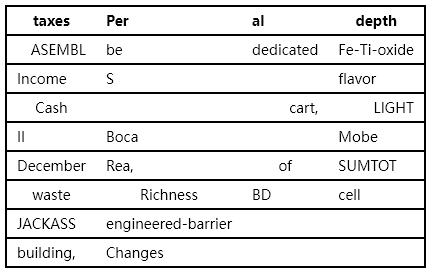 taxes Per al depth
ASEMBL be dedicated Fe-Ti-oxide
Income S flavor
Cash cart, LIGHT
II Boca Mobe
December Rea, of SUMTOT
waste Richness BD cell
JACKASS engineered-barrier
building, Changes